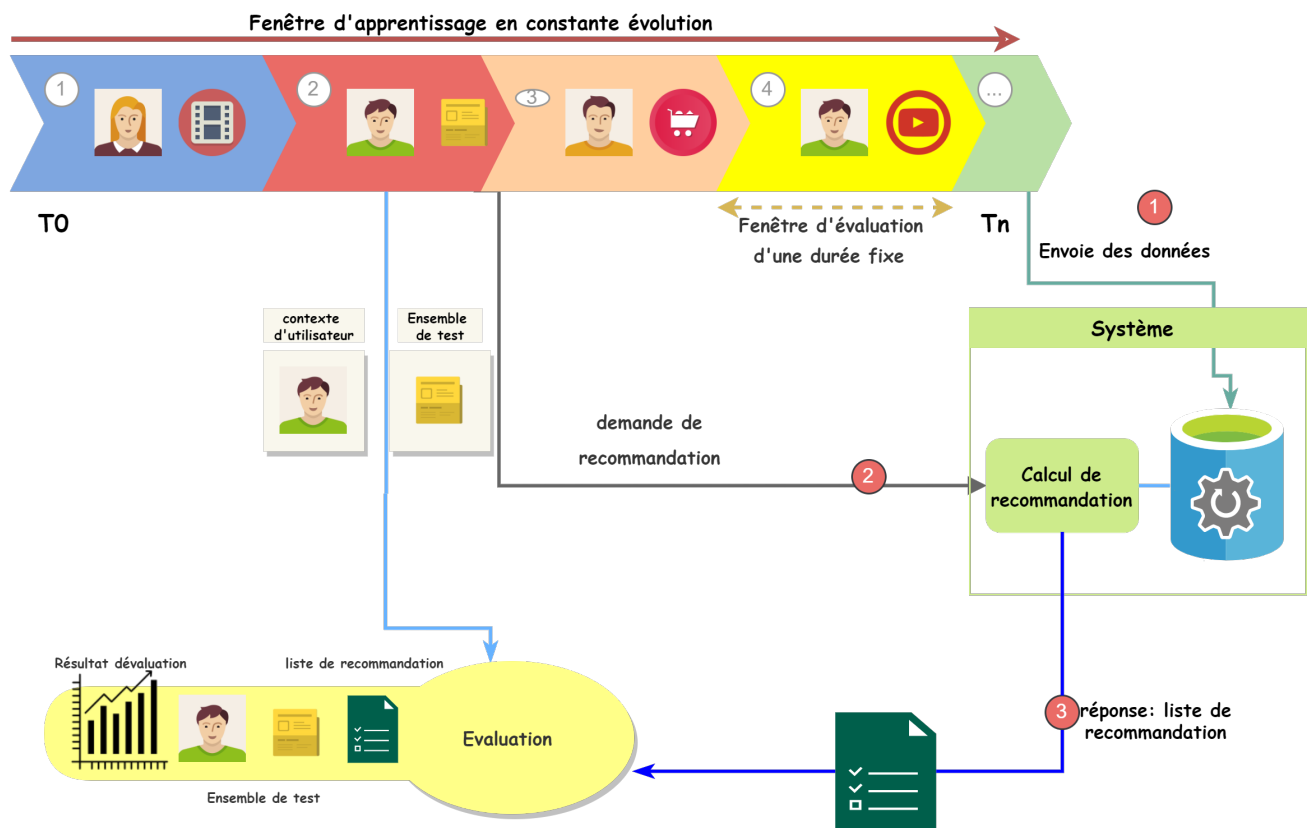 Fenêtre d'apprentissage en constante évolution
1
2
3
4
...
T0
Fenêtre d'évaluation
d'une durée fixe
Tn
1
Envoie des données
contexte
d'utilisateur
Ensemble
de test
Système
demande de
recommandation
2
Calcul de
recommandation
Résultat dévaluation
liste de recommandation
Evaluation
Ensemble de test
3
réponse: liste de
recommandation